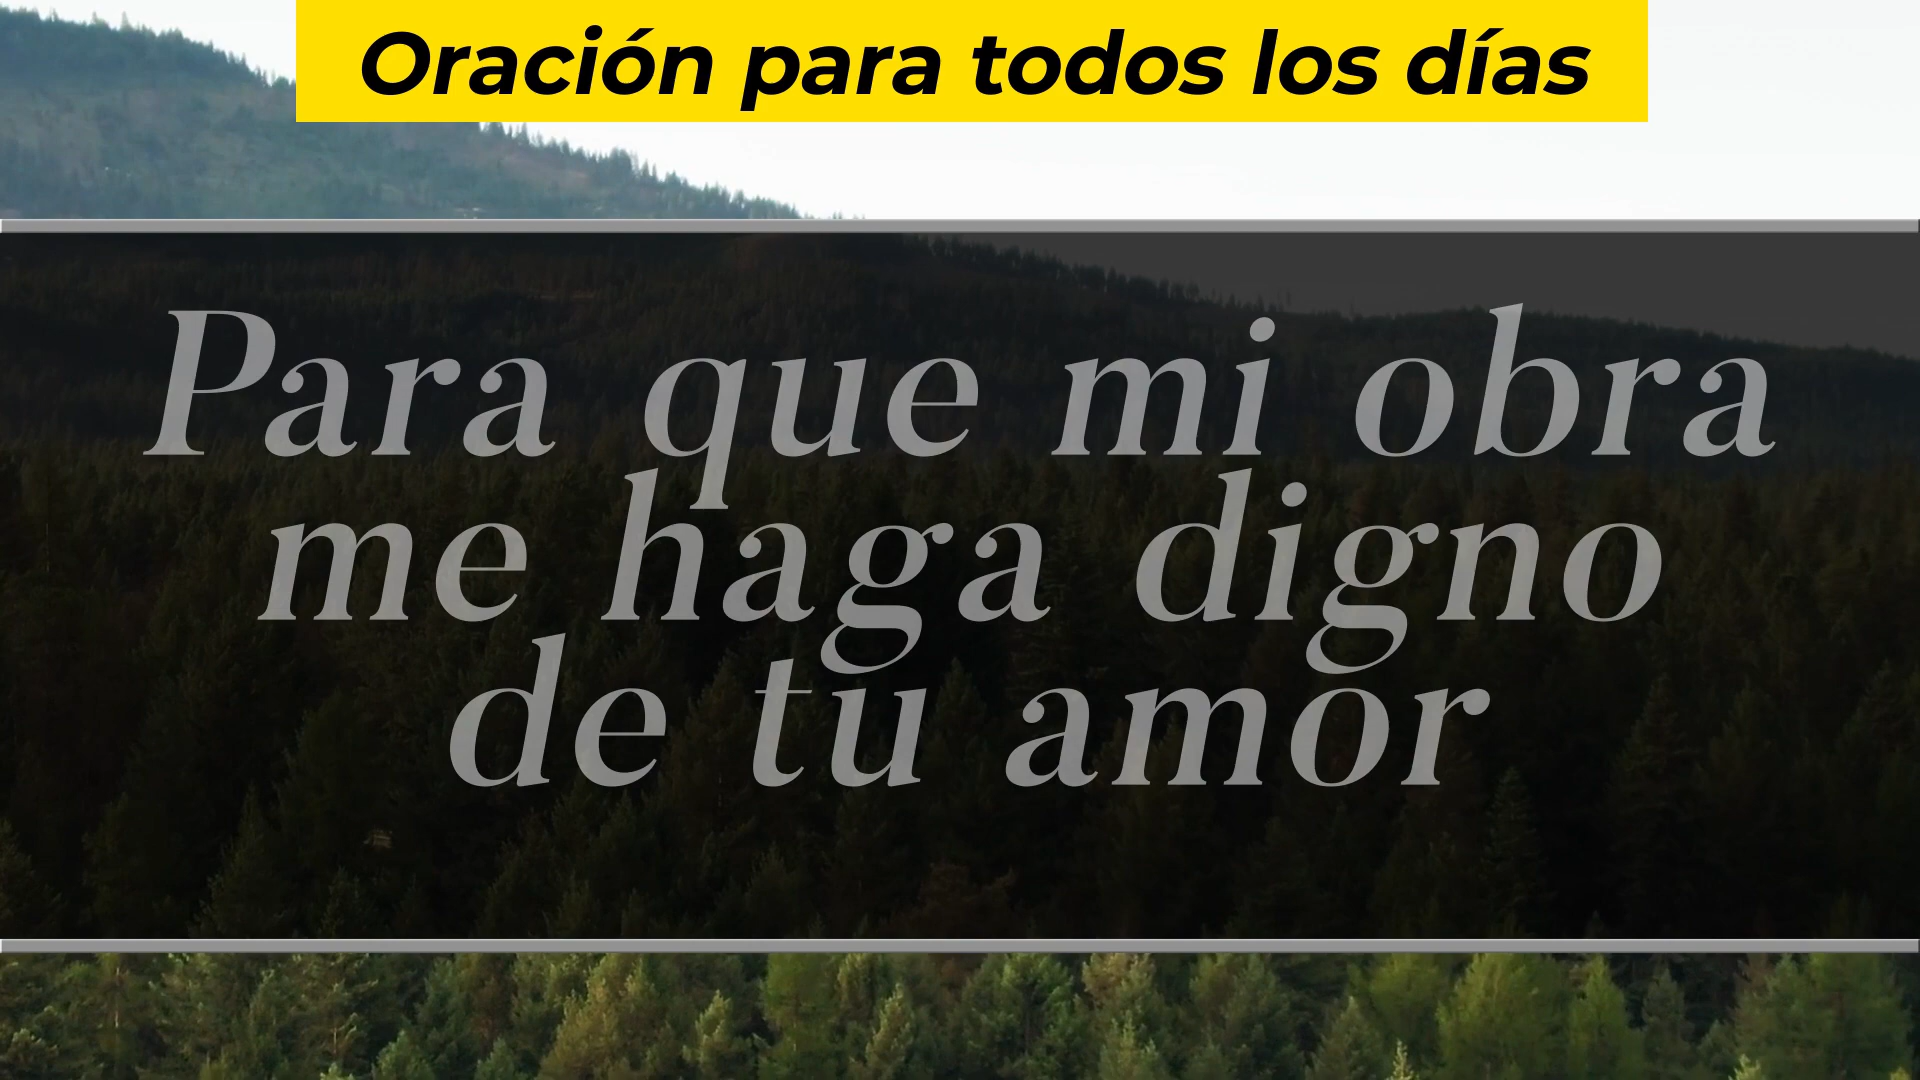 Oración para todos los días
Para que mi obra
me haga digno
de tu amor